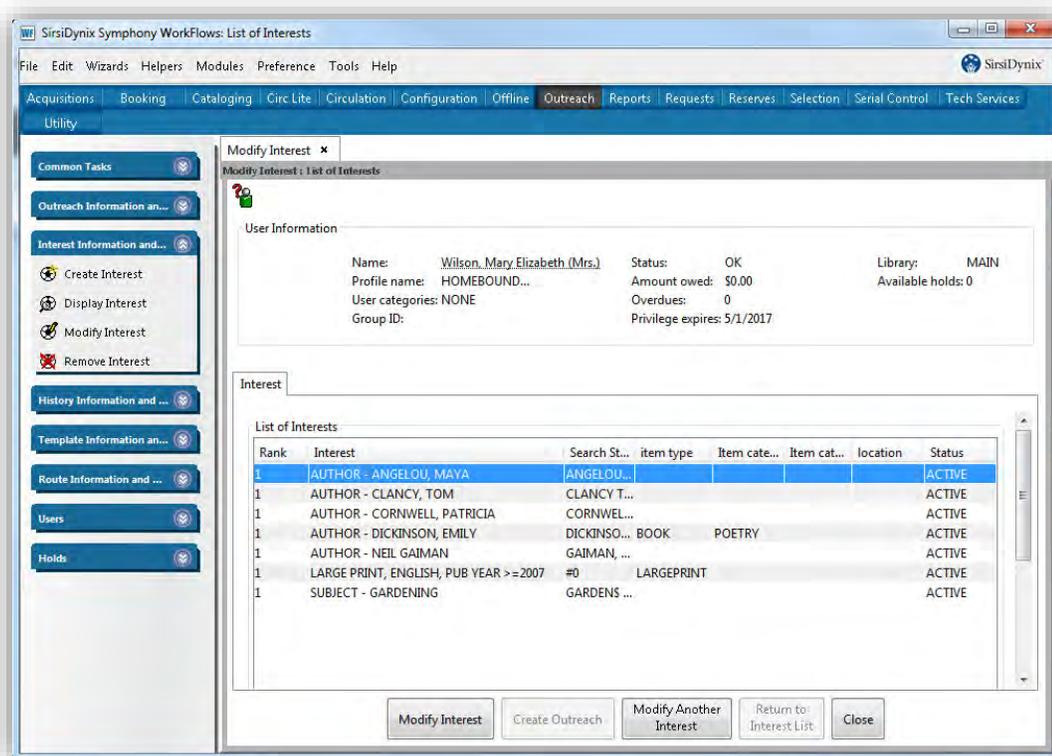 WF SirsiDynix Symphony WorkFlows: List of Interests
File Edit Wizards Helpers Modules Preference Tools Help
SirsiDynix
Acquisitions Booking Cataloging Circ Lite Circulation Configuration Offline Outreach Reports Requests Reserves Selection Serial Control Tech Services
Utility
Common Tasks
Outreach Information an...
Interest Information and...
Create Interest
Display Interest
Modify Interest
Remove Interest
History Information and ...
Template Information an...
Route Information and ...
Users
Holds
Modify Interest
Modify Interest : List of Interests
User Information
Name: Wilson, Mary Elizabeth (Mrs.) Status: OK Library: MAIN
Profile name: HOMEBOUND... Amount owed: $0.00 Available holds: 0
User categories: NONE Overdues: 0
Group ID: Privilege expires: 5/1/2017
Interest
List of Interests
Rank Interest Search St... item type Item cate... Item cat... location Status
1 AUTHOR - ANGELOU, MAYA ANGELOU... ACTIVE
1 AUTHOR - CLANCY, TOM CLANCY T... ACTIVE
1 AUTHOR - CORNWELL, PATRICIA CORNWEL... ACTIVE
1 AUTHOR - DICKINSON, EMILY DICKINSO... BOOK POETRY ACTIVE
1 AUTHOR - NEIL GAIMAN GAIMAN, ... ACTIVE
1 LARGE PRINT, ENGLISH, PUB YEAR >=2007 #0 LARGEPRINT ACTIVE
1 SUBJECT - GARDENING GARDEN$ ... ACTIVE
Modify Interest
Create Outreach
Modify Another
Interest
Return to
Interest List
Close